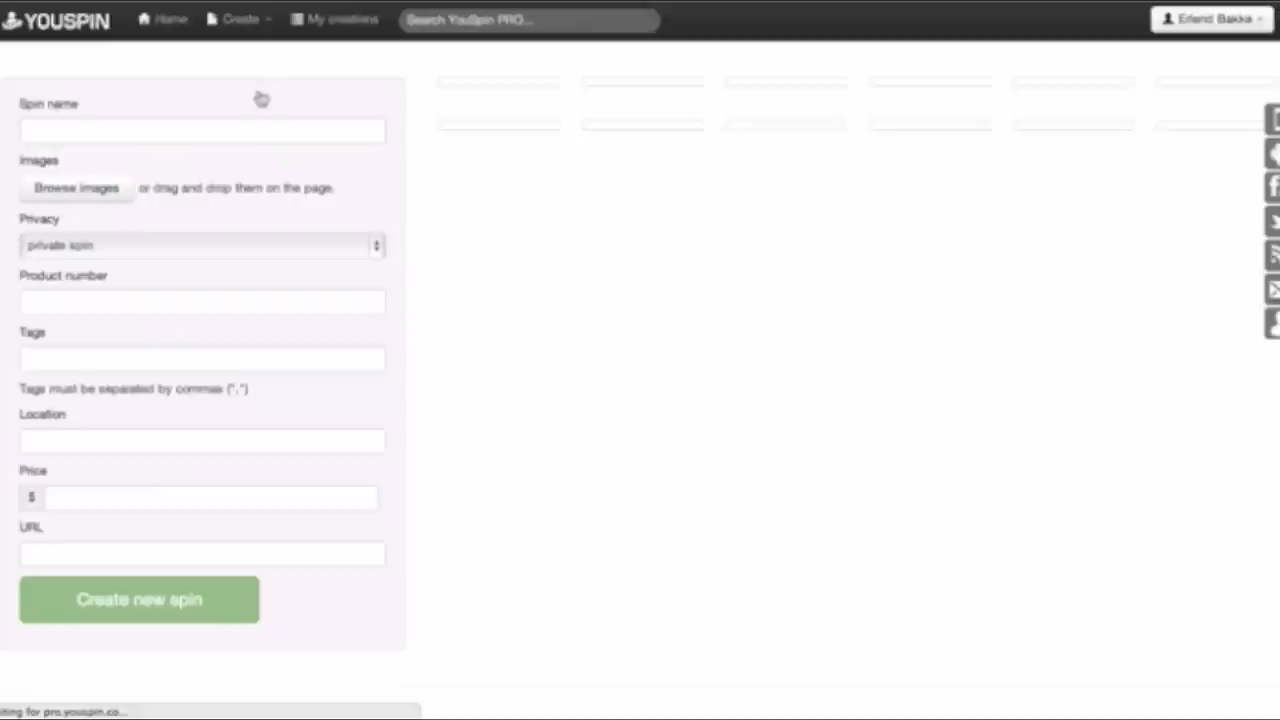 YOUSPIN Home Create My creations Search YouSpin PRO... Erlend Bakke
Spin name
Images
Browse images or drag and drop them on the page.
Privacy
private spin
Product number
Tags
Tags must be separated by commas (",")
Location
Price
$
URL
Create new spin
iting for pro.youspin.co...